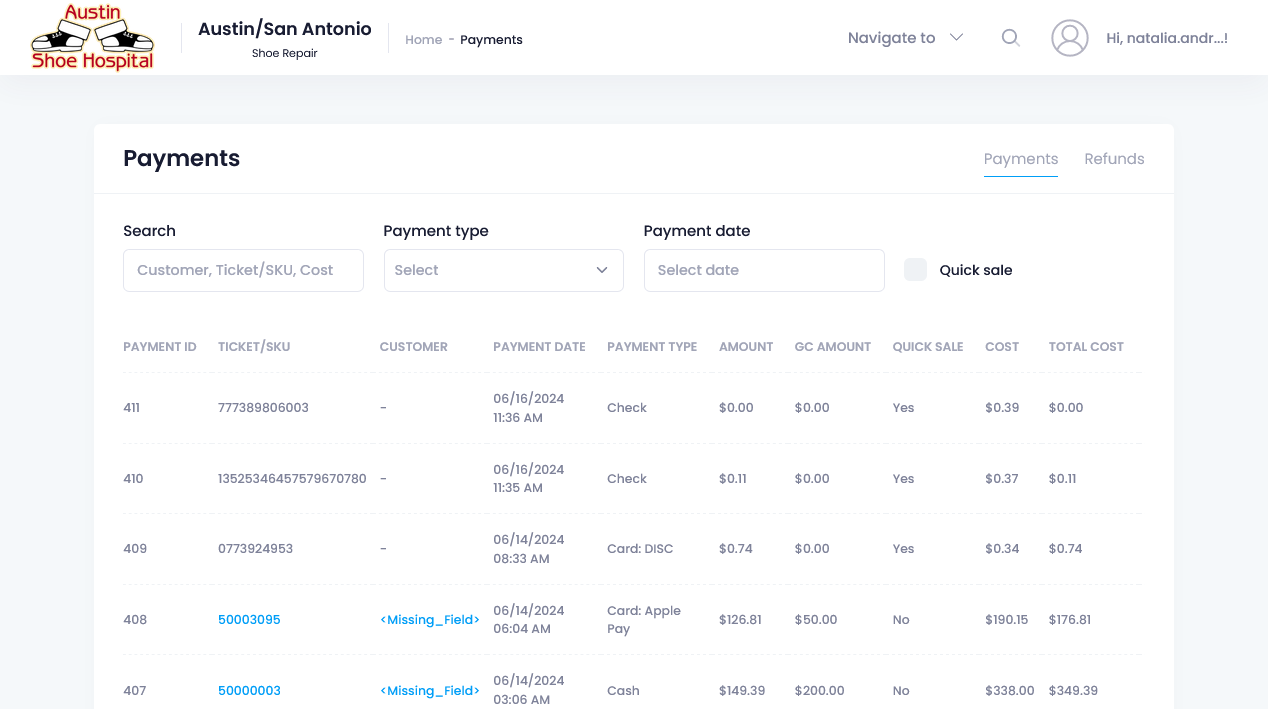 Austin
Shoe Hospital
Austin/San Antonio
Shoe Repair
Home - Payments
Navigate to
Hi, natalia.andr...!
Payments
Payments Refunds
Search
Payment type
Payment date
Customer, Ticket/SKU, Cost
Select
Select date
Quick sale
PAYMENT ID TICKET/SKU CUSTOMER PAYMENT DATE PAYMENT TYPE AMOUNT GC AMOUNT QUICK SALE COST TOTAL COST
411 777389806003 - 06/16/2024 11:36 AM Check $0.00 $0.00 Yes $0.39 $0.00
410 13525346457579670780 - 06/16/2024 11:35 AM Check $0.11 $0.00 Yes $0.37 $0.11
409 0773924953 - 06/14/2024 08:33 AM Card: DISC $0.74 $0.00 Yes $0.34 $0.74
408 50003095 <Missing_Field> 06/14/2024 06:04 AM Card: Apple Pay $126.81 $50.00 No $190.15 $176.81
407 50000003 <Missing_Field> 06/14/2024 03:06 AM Cash $149.39 $200.00 No $338.00 $349.39